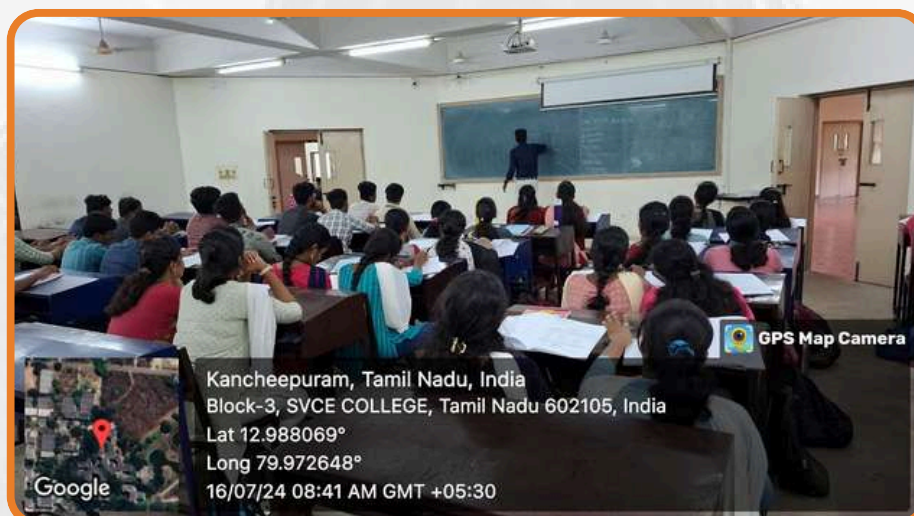 GPS Map Camera
Kancheepuram, Tamil Nadu, India
Block-3, SVCE COLLEGE, Tamil Nadu 602105, India
Lat 12.988069°
Long 79.972648°
16/07/24 08:41 AM GMT +05:30
Google